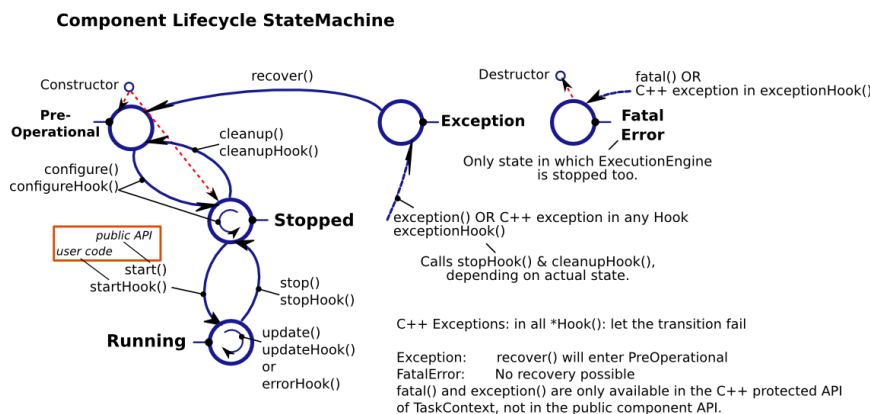 Component Lifecycle StateMachine
Constructor
recover()
Destructor
fatal() OR
C++ exception in exceptionHook()
Pre-
Operational
cleanup()
cleanupHook()
Exception
Fatal
Error
Only state in which ExecutionEngine
is stopped too.
configure()
configureHook()
Stopped
exception() OR C++ exception in any Hook
exceptionHook()
public API
user code
start()
startHook()
Calls stopHook() & cleanupHook(),
depending on actual state.
stop()
stopHook()
Running
update()
updateHook()
or
errorHook()
C++ Exceptions: in all *Hook(): let the transition fail
Exception: recover() will enter PreOperational
FatalError: No recovery possible
fatal() and exception() are only available in the C++ protected API
of TaskContext, not in the public component API.